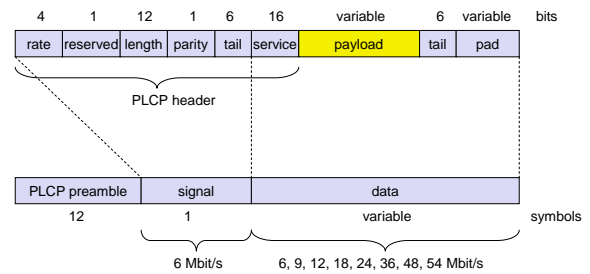 4 1 12 1 6 16 variable 6 variable bits
rate reserved length parity tail service payload tail pad
PLCP header
PLCP preamble signal data
12 1 variable symbols
6 Mbit/s 6, 9, 12, 18, 24, 36, 48, 54 Mbit/s